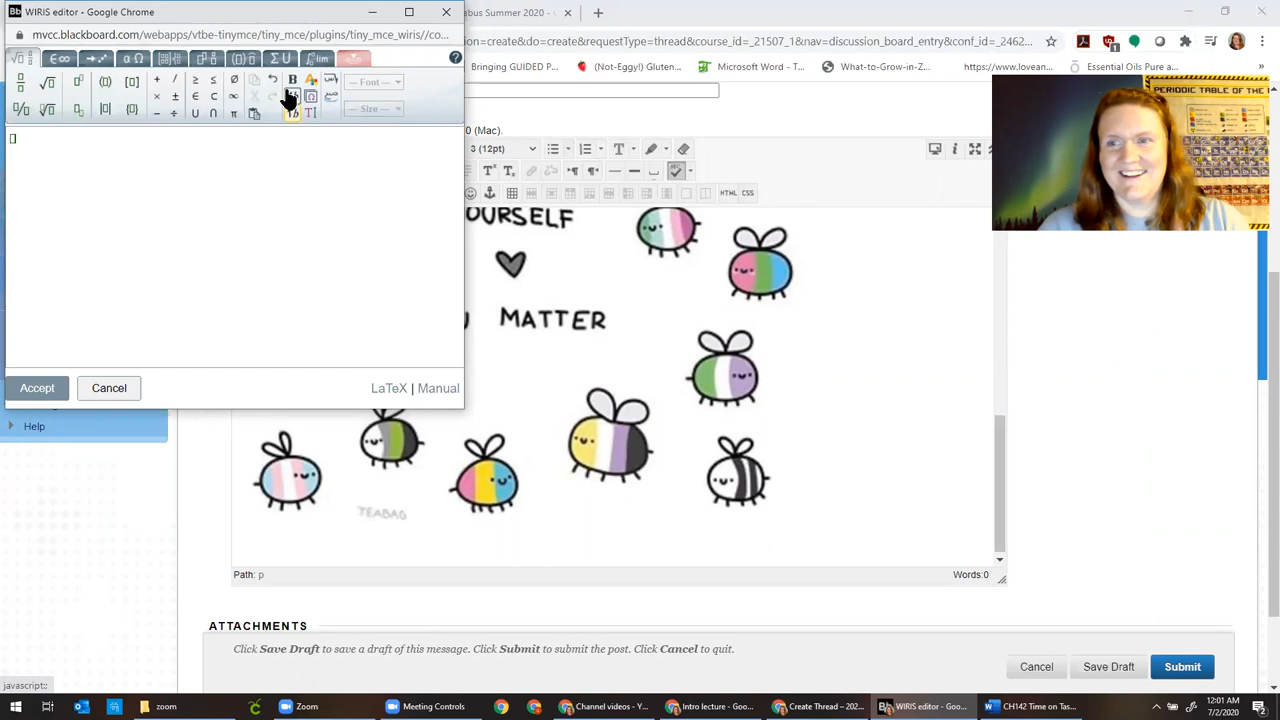 WIRIS editor - Google Chrome
abus Summer 2020 -
mvcc.blackboard.com/webapps/vtbe-tinymce/tiny_mce/plugins/tiny_mce_wiris//co...
ction=create&do=create&requestType=thread&course_id=_21507_1&nav=discussion_board_entry&conf_id=_2462...
Bringing GUIDED P... (Not-Eggy!) Gluten... Microsoft Word - T... What-to-grow-in-Z... https://www.lovean... Essential Oils Pure a...
— Font —
— Size —
0 (Mac).
3 (12pt)
HTML CSS
PERIODIC TABLE OF THE E
OURSELF
MATTER
TEABAG
Accept Cancel LaTeX | Manual
Help
Path: p Words:0
ATTACHMENTS
Click Save Draft to save a draft of this message. Click Submit to submit the post. Click Cancel to quit.
Cancel Save Draft Submit
javascript:
zoom Zoom Meeting Controls Channel videos - Y... Intro lecture - Goo... Create Thread – 202... WIRIS editor - Goo... CH142 Time on Tas...
12:01 AM
7/2/2020